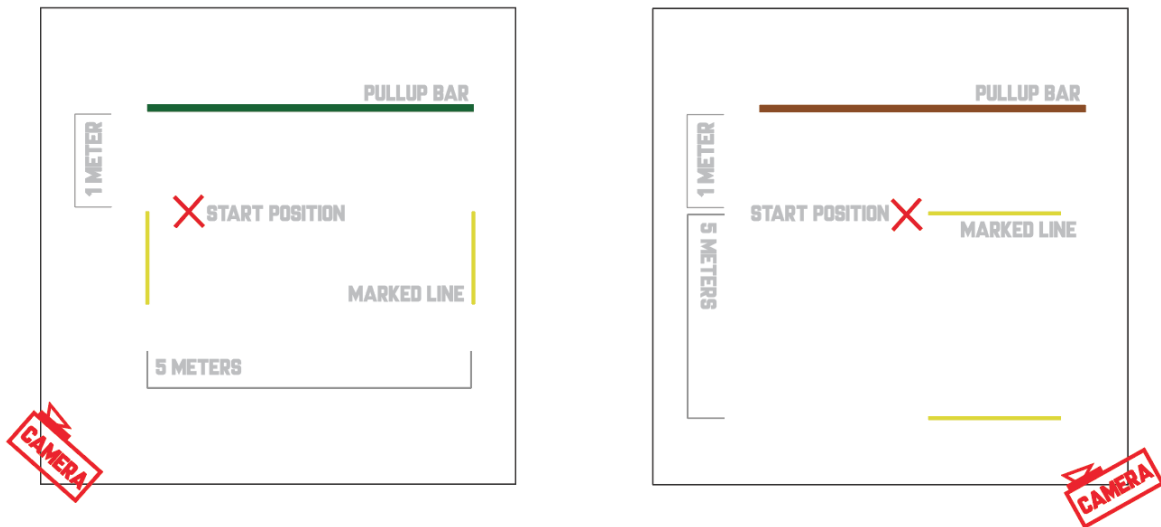 PULLUP BAR
1 METER
START POSITION
MARKED LINE
5 METERS
CAMERA
PULLUP BAR
1 METER
START POSITION
MARKED LINE
5 METERS
CAMERA